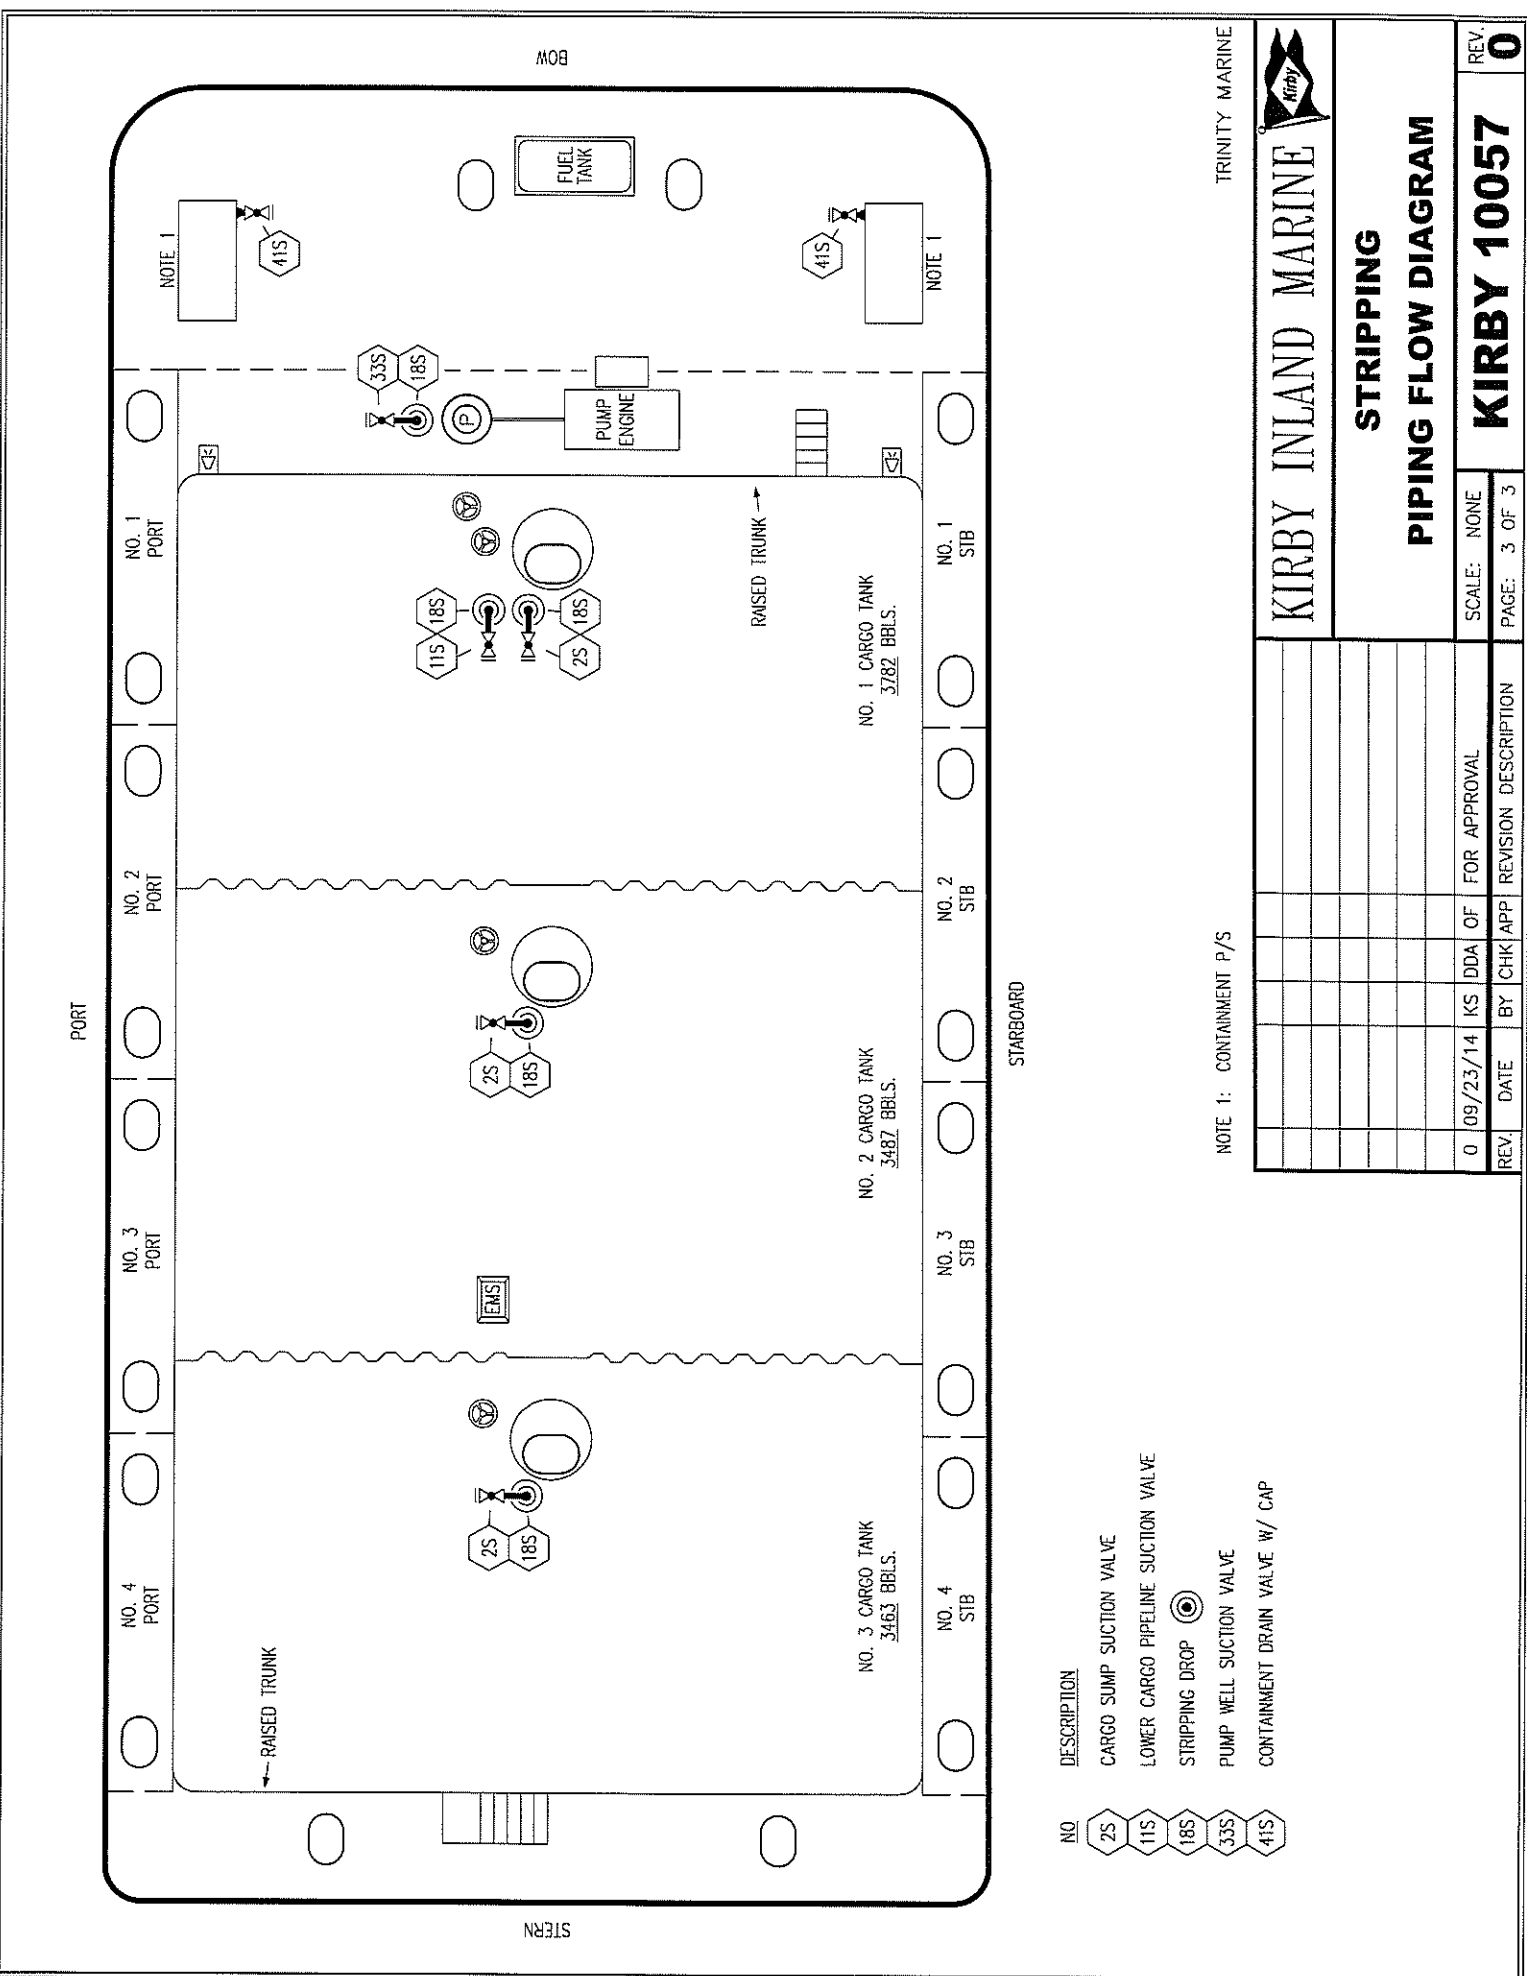 PORT
BOW
STERN
STARBOARD
NO. 4
PORT
NO. 3
PORT
NO. 2
PORT
NO. 1
PORT
RAISED TRUNK
2S
18S
EMS
2S
18S
11S
18S
2S
18S
33S
18S
P
PUMP
ENGINE
FUEL
TANK
NOTE 1
41S
41S
NOTE 1
RAISED TRUNK
NO. 3 CARGO TANK
3463 BBLS.
NO. 2 CARGO TANK
3487 BBLS.
NO. 1 CARGO TANK
3782 BBLS.
NO. 4
STB
NO. 3
STB
NO. 2
STB
NO. 1
STB
NO DESCRIPTION
2S CARGO SUMP SUCTION VALVE
11S LOWER CARGO PIPELINE SUCTION VALVE
18S STRIPPING DROP
33S PUMP WELL SUCTION VALVE
41S CONTAINMENT DRAIN VALVE W/ CAP
NOTE 1: CONTAINMENT P/S
TRINITY MARINE
KIRBY INLAND MARINE
Kirby
STRIPPING
PIPING FLOW DIAGRAM
0 09/23/14 KS DDA OF FOR APPROVAL
REV. DATE BY CHK APP REVISION DESCRIPTION
SCALE: NONE
PAGE: 3 OF 3
KIRBY 10057
REV.
0